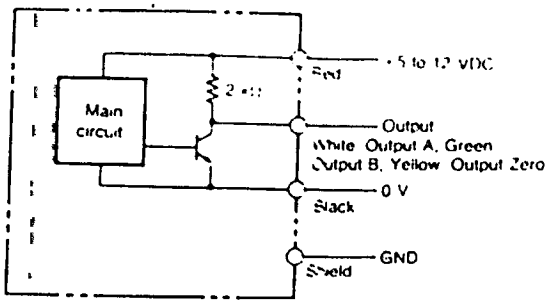 +5 to 12 VDC
Red
2 kΩ
Main
circuit
Output
White Output A, Green
Output B, Yellow Output Zero
0 V
Black
GND
Shield